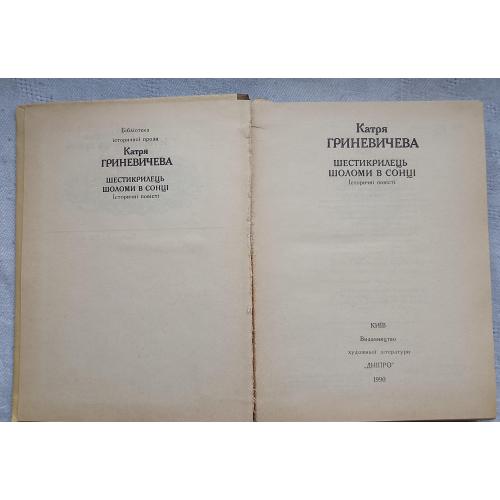 Бібліотека
історичної прози
Катря
ГРИНЕВИЧЕВА
ШЕСТИКРИЛЕЦЬ
ШОЛОМИ В СОНЦІ
Історичні повісті
Катря
ГРИНЕВИЧЕВА
ШЕСТИКРИЛЕЦЬ
ШОЛОМИ В СОНЦІ
Історичні повісті
КИЇВ
Видавництво
художньої літератури
„ДНІПРО"
1990